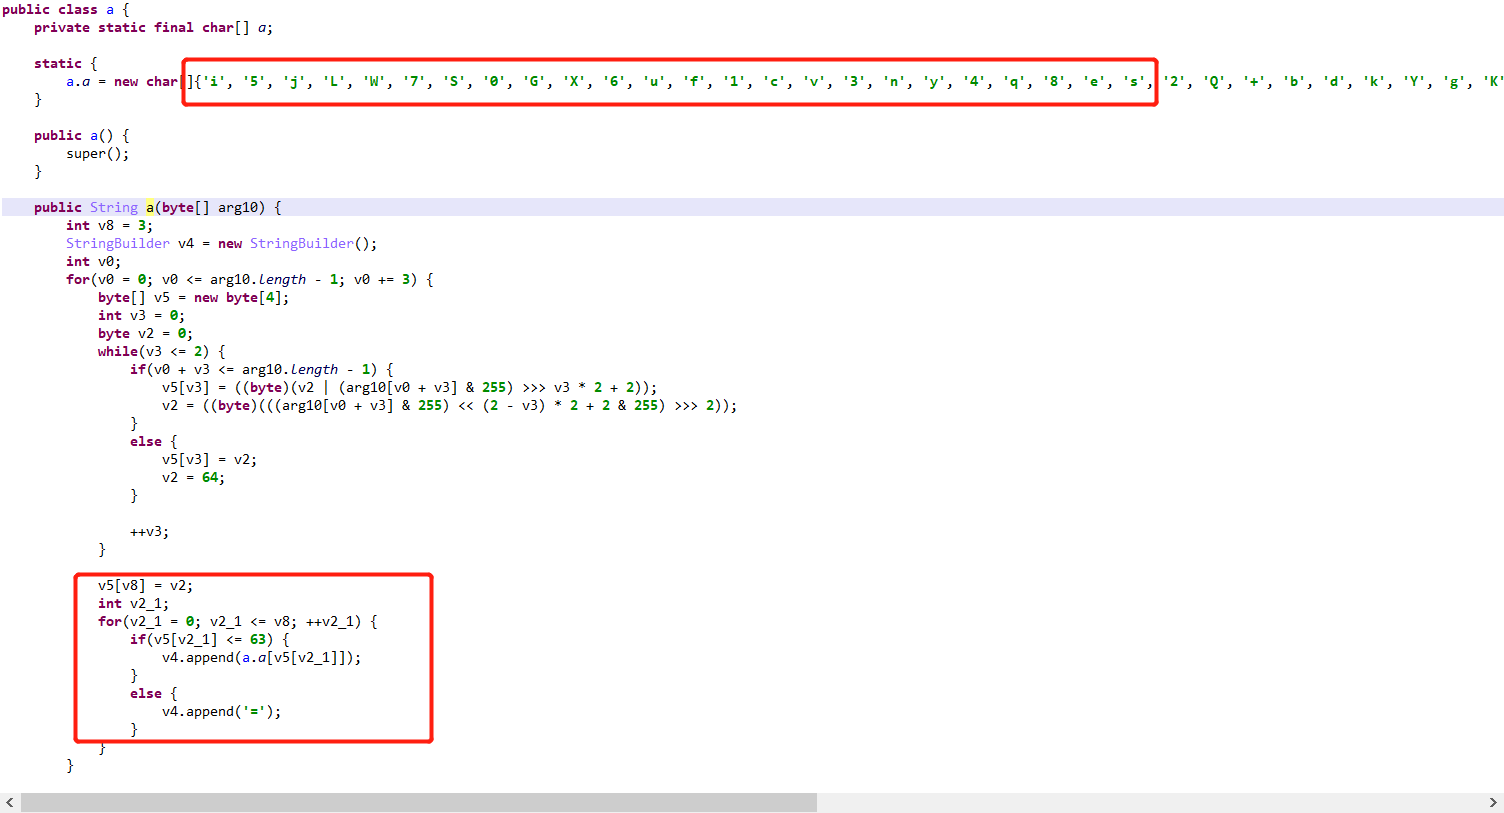 public class a {
    private static final char[] a;

    static {
        a.a = new char[]{'i', '5', 'j', 'L', 'W', '7', 'S', '0', 'G', 'X', '6', 'u', 'f', '1', 'c', 'v', '3', 'n', 'y', '4', 'q', '8', 'e', 's', '2', 'Q', '+', 'b', 'd', 'k', 'Y', 'g', 'K'
    }

    public a() {
        super();
    }

    public String a(byte[] arg10) {
        int v8 = 3;
        StringBuilder v4 = new StringBuilder();
        int v0;
        for(v0 = 0; v0 <= arg10.length - 1; v0 += 3) {
            byte[] v5 = new byte[4];
            int v3 = 0;
            byte v2 = 0;
            while(v3 <= 2) {
                if(v0 + v3 <= arg10.length - 1) {
                    v5[v3] = ((byte)(v2 | (arg10[v0 + v3] & 255) >>> v3 * 2 + 2));
                    v2 = ((byte)(((arg10[v0 + v3] & 255) << (2 - v3) * 2 + 2 & 255) >>> 2));
                }
                else {
                    v5[v3] = v2;
                    v2 = 64;
                }

                ++v3;
            }

            v5[v8] = v2;
            int v2_1;
            for(v2_1 = 0; v2_1 <= v8; ++v2_1) {
                if(v5[v2_1] <= 63) {
                    v4.append(a.a[v5[v2_1]]);
                }
                else {
                    v4.append('=');
                }
            }
        }